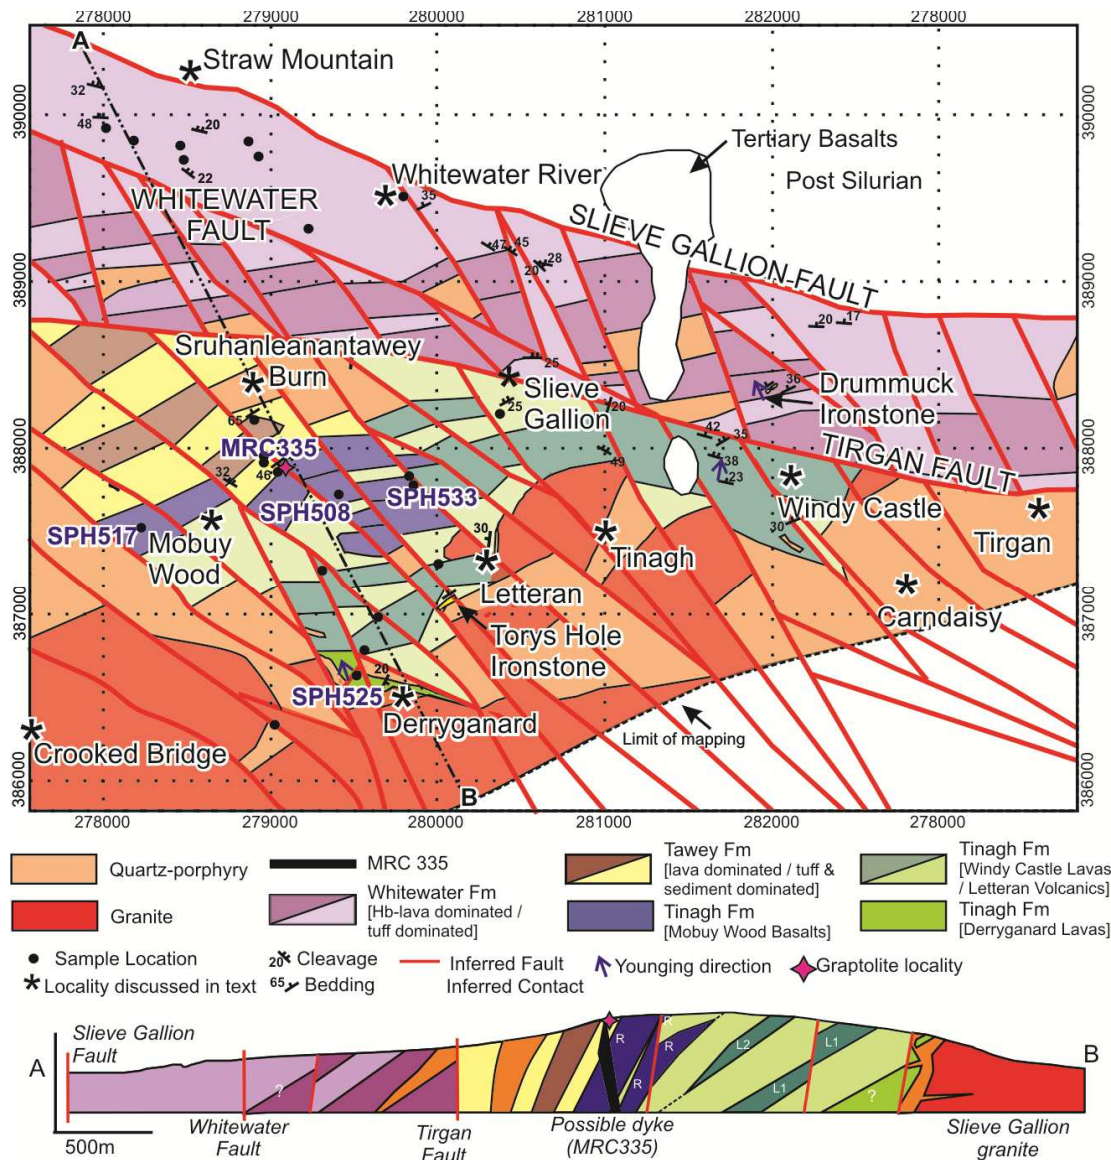 278000 279000 280000 281000 282000 278000
A
Straw Mountain
32
390000
390000
48
20
Tertiary Basalts
22
Whitewater River
Post Silurian
35
WHITEWATER
FAULT
SLIEVE GALLION FAULT
47
45
28
20
389000
389000
20
17
Sruhanleanantawey
Burn
25
Slieve
Gallion
36
Drummuck
Ironstone
25
20
65
42
35
388000
388000
MRC335
49
38
TIRGAN FAULT
32
46
23
SPH533
Windy Castle
SPH508
SPH517
Mobuy
Wood
30
30
Tinagh
Tirgan
Letteran
Carndaisy
387000
387000
Torys Hole
Ironstone
20
SPH525
Derryganard
Limit of mapping
Crooked Bridge
386000
386000
B
278000 279000 280000 281000 282000 278000
Quartz-porphyry
MRC 335
Tawey Fm
[lava dominated / tuff &
sediment dominated]
Tinagh Fm
[Windy Castle Lavas
/ Letteran Volcanics]
Granite
Whitewater Fm
[Hb-lava dominated /
tuff dominated]
Tinagh Fm
[Mobuy Wood Basalts]
Tinagh Fm
[Derryganard Lavas]
Sample Location
20 Cleavage
Inferred Fault
Younging direction
Graptolite locality
Locality discussed in text
65 Bedding
Inferred Contact
Slieve Gallion
Fault
A
B
R
R
R
R
L2
L1
L1
?
?
500m
Whitewater
Fault
Tirgan
Fault
Possible dyke
(MRC335)
Slieve Gallion
granite